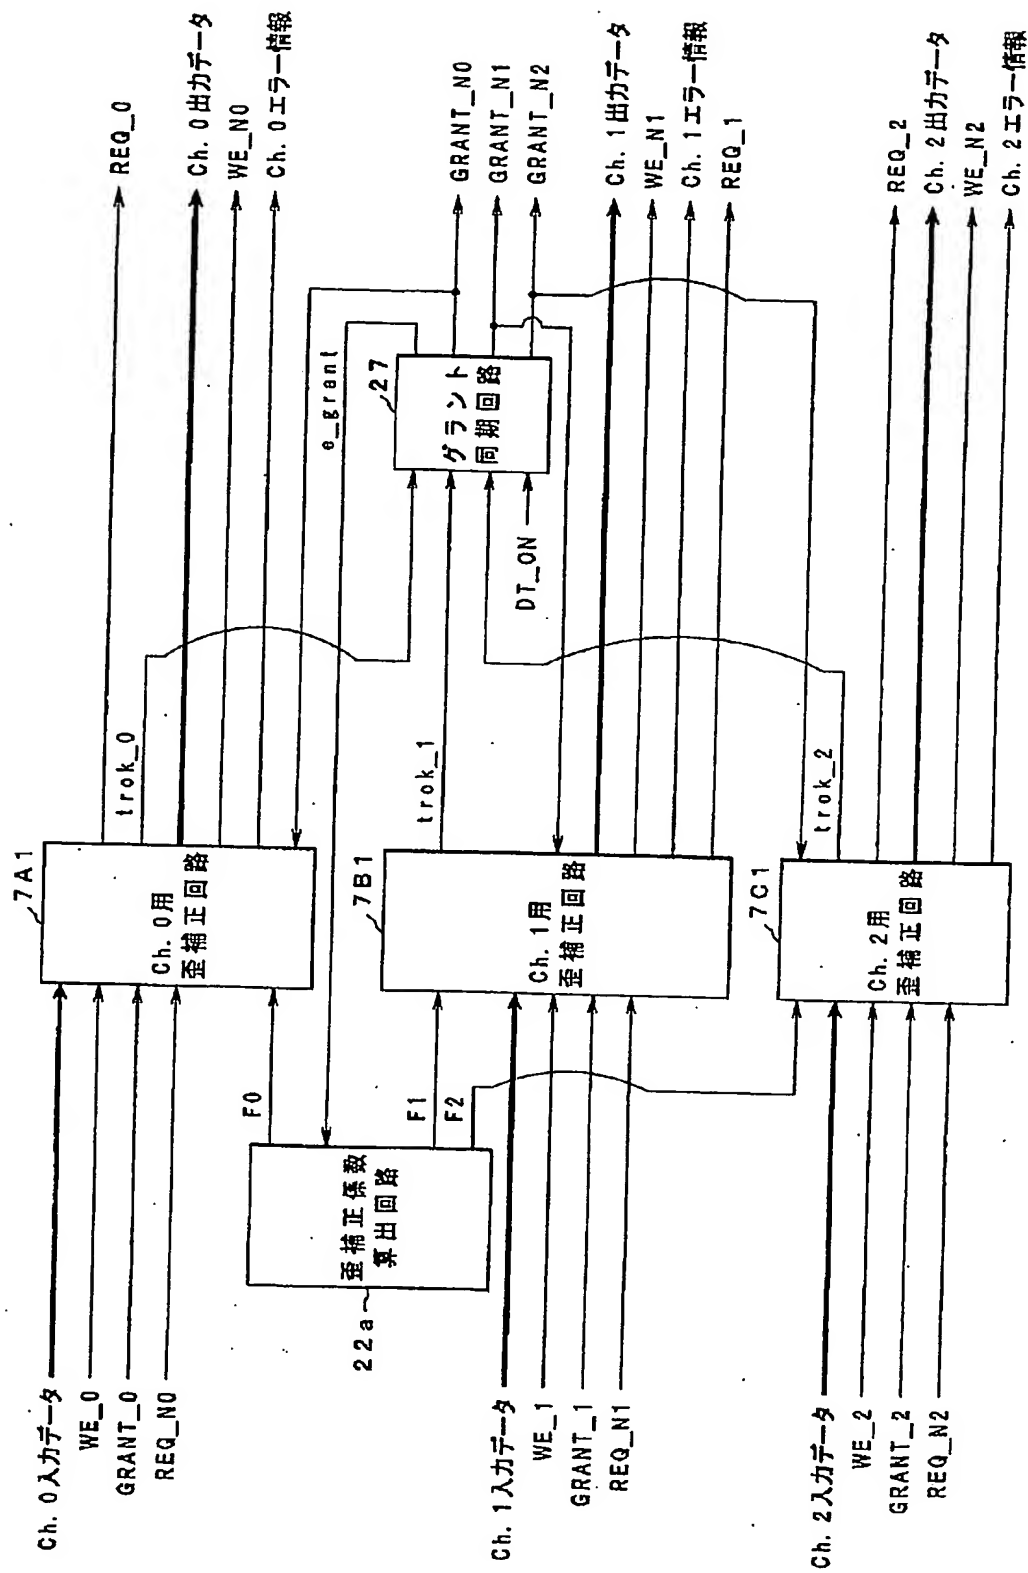 7A1
Ch. 0用
歪補正回路
Ch. 0入力データ
WE_0
GRANT_0
REQ_N0
REQ_0
trok_0
Ch. 0出力データ
WE_N0
Ch. 0エラー情報
F0
e_grant
22a
歪補正係数
算出回路
F1
F2
27
グラント
同期回路
GRANT_N0
GRANT_N1
GRANT_N2
DT_ON
trok_1
7B1
Ch. 1用
歪補正回路
Ch. 1入力データ
WE_1
GRANT_1
REQ_N1
Ch. 1出力データ
WE_N1
Ch. 1エラー情報
REQ_1
7C1
Ch. 2用
歪補正回路
Ch. 2入力データ
WE_2
GRANT_2
REQ_N2
trok_2
REQ_2
Ch. 2出力データ
WE_N2
Ch. 2エラー情報